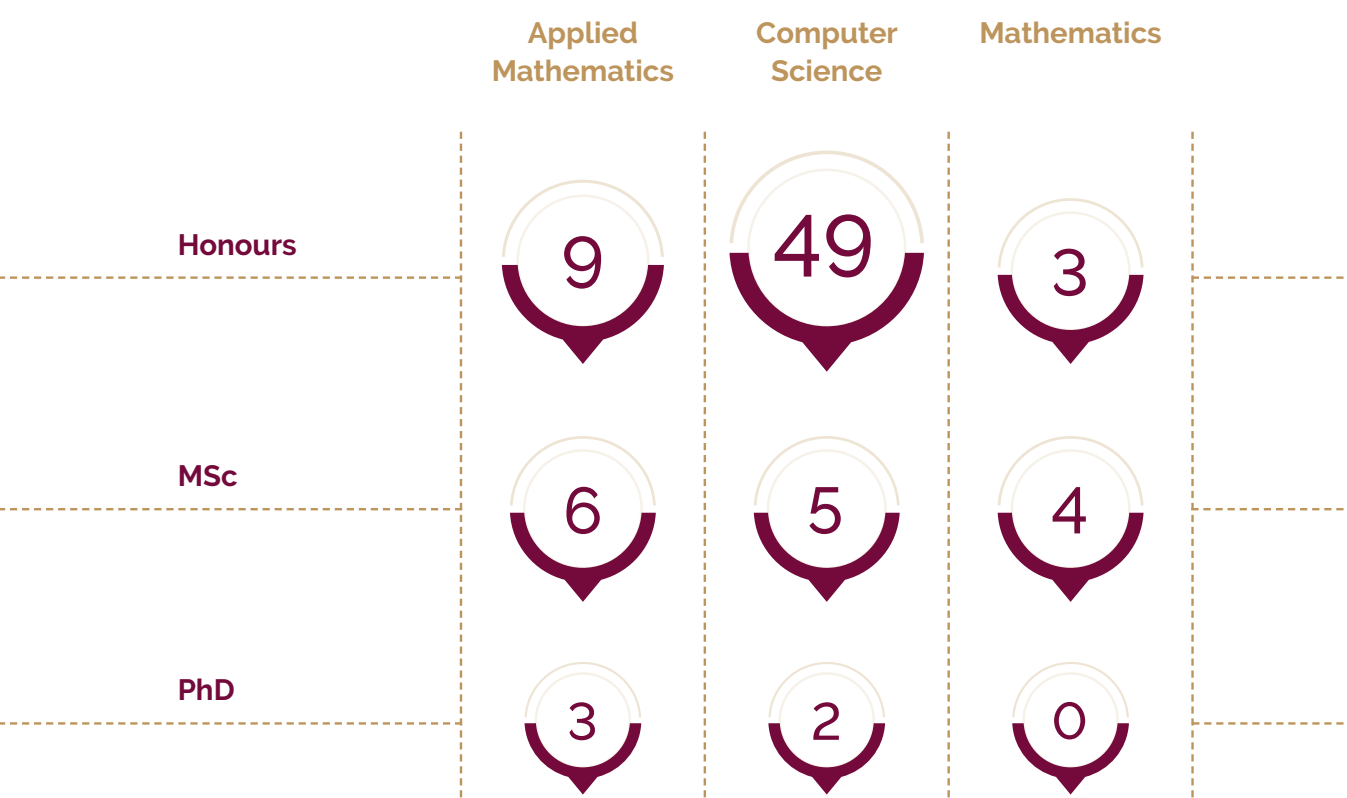 Applied
Mathematics
Computer
Science
Mathematics
Honours
9
49
3
MSc
6
5
4
PhD
3
2
0